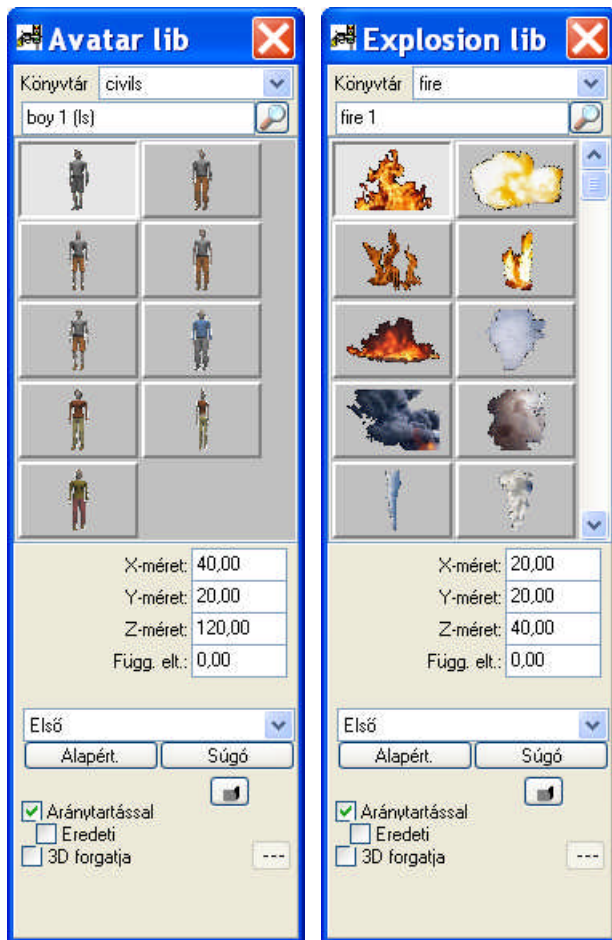 Avatar lib
Könyvtár civils
boy 1 (ls)
X-méret: 40,00
Y-méret: 20,00
Z-méret: 120,00
Függ. elt.: 0,00
Első
Alapért. Súgó
Aránytartással
Eredeti
3D forgatja ---
Explosion lib
Könyvtár fire
fire 1
X-méret: 20,00
Y-méret: 20,00
Z-méret: 40,00
Függ. elt.: 0,00
Első
Alapért. Súgó
Aránytartással
Eredeti
3D forgatja ---